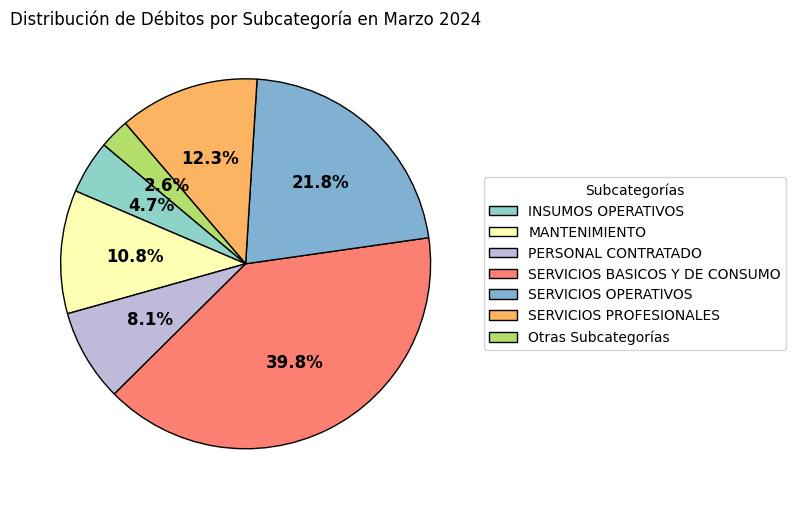 Distribución de Débitos por Subcategoría en Marzo 2024
12.3%
21.8%
2.6%
4.7%
10.8%
8.1%
39.8%
Subcategorías
INSUMOS OPERATIVOS
MANTENIMIENTO
PERSONAL CONTRATADO
SERVICIOS BASICOS Y DE CONSUMO
SERVICIOS OPERATIVOS
SERVICIOS PROFESIONALES
Otras Subcategorías